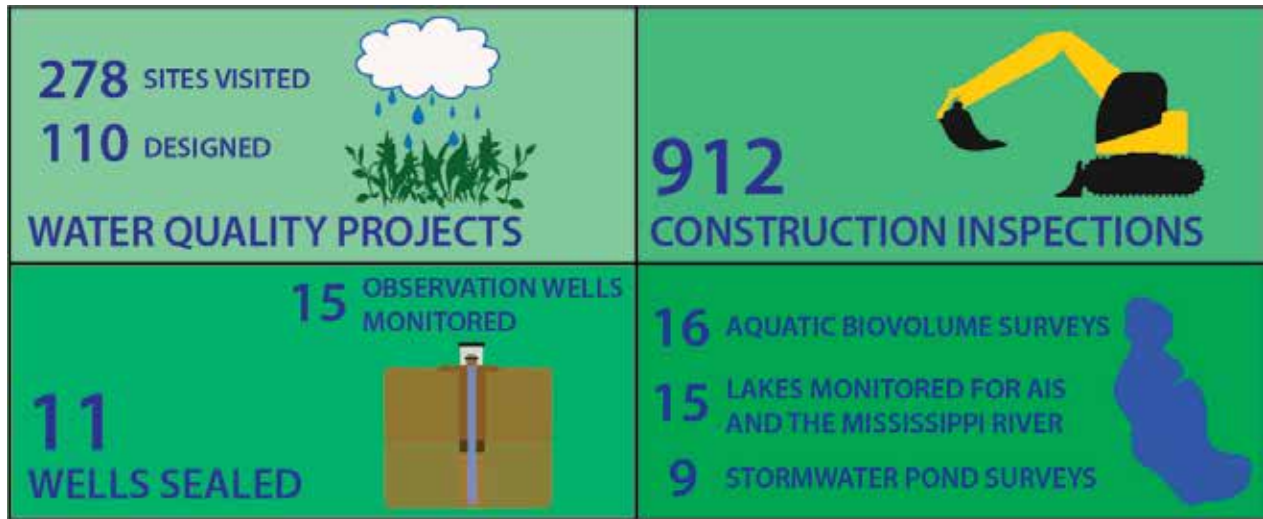 278 SITES VISITED
110 DESIGNED
WATER QUALITY PROJECTS
912
CONSTRUCTION INSPECTIONS
15 OBSERVATION WELLS
MONITORED
11
WELLS SEALED
16 AQUATIC BIOVOLUME SURVEYS
15 LAKES MONITORED FOR AIS
AND THE MISSISSIPPI RIVER
9 STORMWATER POND SURVEYS